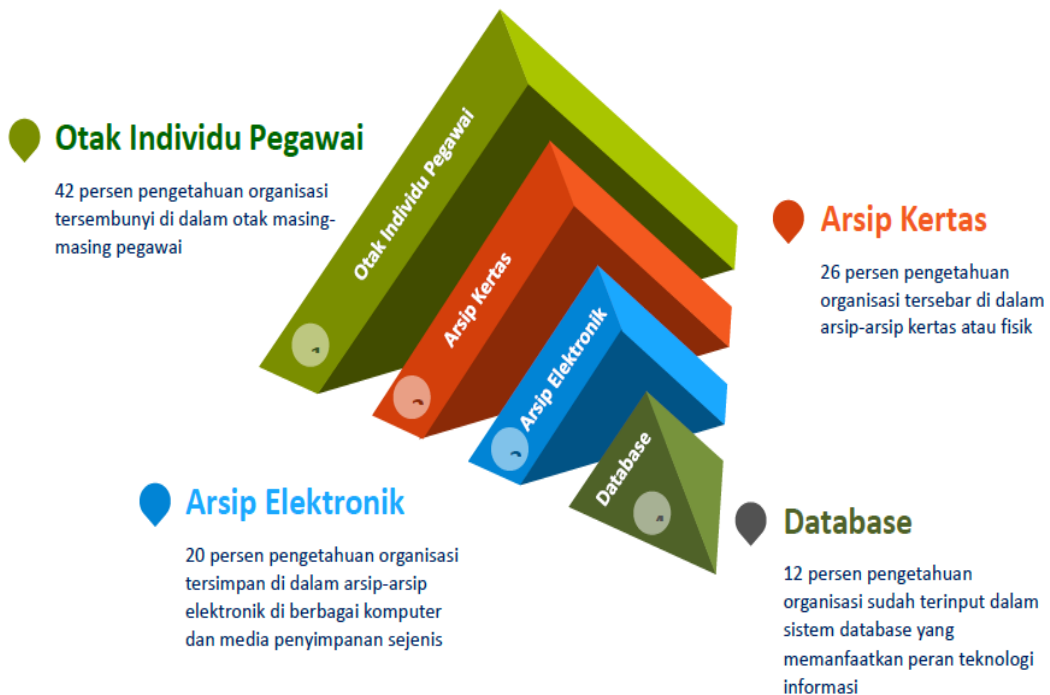 Otak Individu Pegawai
42 persen pengetahuan organisasi
tersembunyi di dalam otak masing-
masing pegawai
Otak Individu Pegawai
Arsip Kertas
Arsip Elektronik
Database
Arsip Kertas
26 persen pengetahuan
organisasi tersebar di dalam
arsip-arsip kertas atau fisik
Arsip Elektronik
20 persen pengetahuan organisasi
tersimpan di dalam arsip-arsip
elektronik di berbagai komputer
dan media penyimpanan sejenis
Database
12 persen pengetahuan
organisasi sudah terinput dalam
sistem database yang
memanfaatkan peran teknologi
informasi